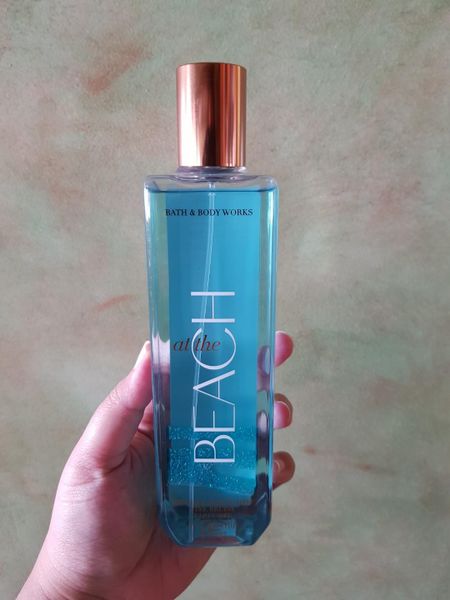 BATH & BODY WORKS
at the
BEACH